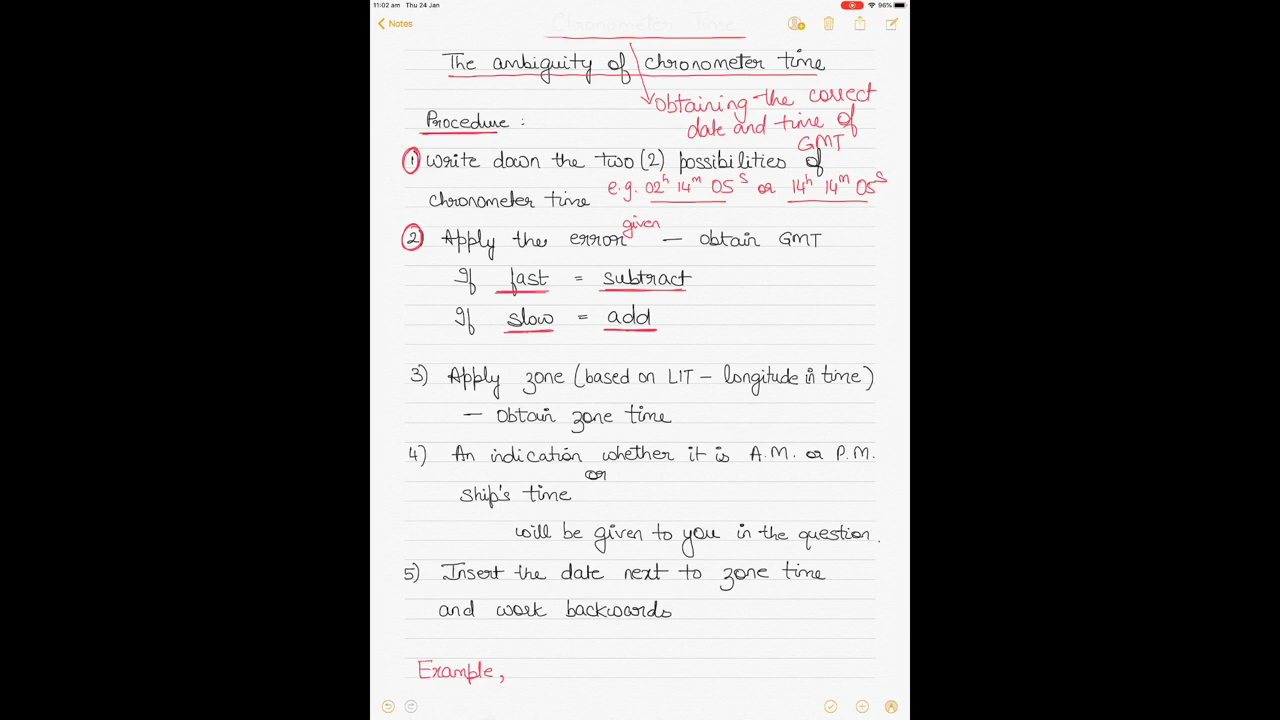 11:02 am Thu 24 Jan
96%
Notes
Chronometer Time
The ambiguity of chronometer time
obtaining the correct
date and time of
GMT
Procedure :
① Write down the two (2) possibilities of
chronometer time e.g. 02h 14m 05s or 14h 14m 05s
given
② Apply the error — obtain GMT
If fast = subtract
If slow = add
3) Apply zone (based on LIT – longitude in time)
— Obtain zone time
4) An indication whether it is A.M. or P.M.
or
ship's time
will be given to you in the question.
5) Insert the date next to zone time
and work backwards
Example,